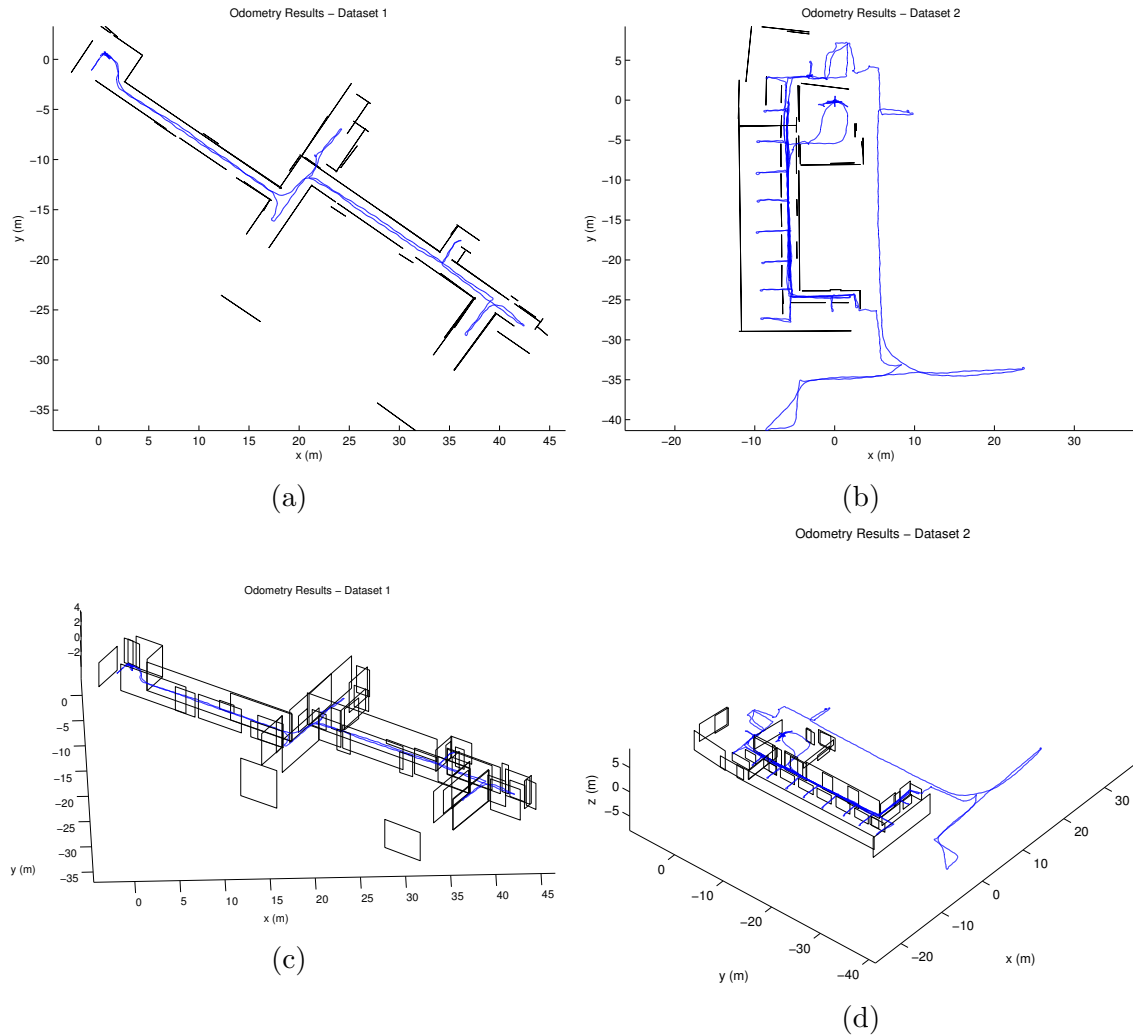 Odometry Results − Dataset 1
0
−5
−10
−15
−20
−25
−30
−35
y (m)
0 5 10 15 20 25 30 35 40 45
x (m)
(a)
Odometry Results − Dataset 2
5
0
−5
−10
−15
−20
−25
−30
−35
−40
y (m)
−20 −10 0 10 20 30
x (m)
(b)
Odometry Results − Dataset 1
4
2
0
−2
0
−5
−10
−15
−20
−25
−30
−35
y (m)
0 5 10 15 20 25 30 35 40 45
x (m)
(c)
Odometry Results − Dataset 2
5
0
−5
z (m)
0
−10
−20
−30
−40
y (m)
30
20
10
0
−10
−20
x (m)
(d)